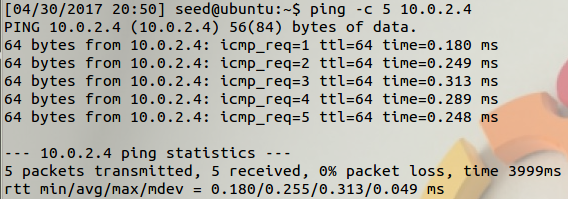 [04/30/2017 20:50] seed@ubuntu:~$ ping -c 5 10.0.2.4
PING 10.0.2.4 (10.0.2.4) 56(84) bytes of data.
64 bytes from 10.0.2.4: icmp_req=1 ttl=64 time=0.180 ms
64 bytes from 10.0.2.4: icmp_req=2 ttl=64 time=0.249 ms
64 bytes from 10.0.2.4: icmp_req=3 ttl=64 time=0.313 ms
64 bytes from 10.0.2.4: icmp_req=4 ttl=64 time=0.289 ms
64 bytes from 10.0.2.4: icmp_req=5 ttl=64 time=0.248 ms
--- 10.0.2.4 ping statistics ---
5 packets transmitted, 5 received, 0% packet loss, time 3999ms
rtt min/avg/max/mdev = 0.180/0.255/0.313/0.049 ms